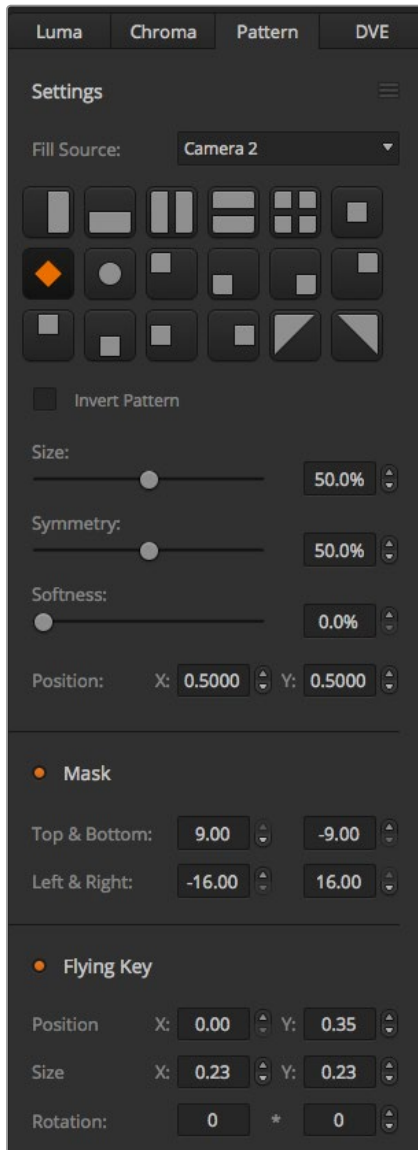 Luma Chroma Pattern DVE
Settings
Fill Source: Camera 2
Invert Pattern
Size:
50.0%
Symmetry:
50.0%
Softness:
0.0%
Position: X: 0.5000 Y: 0.5000
Mask
Top & Bottom: 9.00 -9.00
Left & Right: -16.00 16.00
Flying Key
Position X: 0.00 Y: 0.35
Size X: 0.23 Y: 0.23
Rotation: 0 * 0